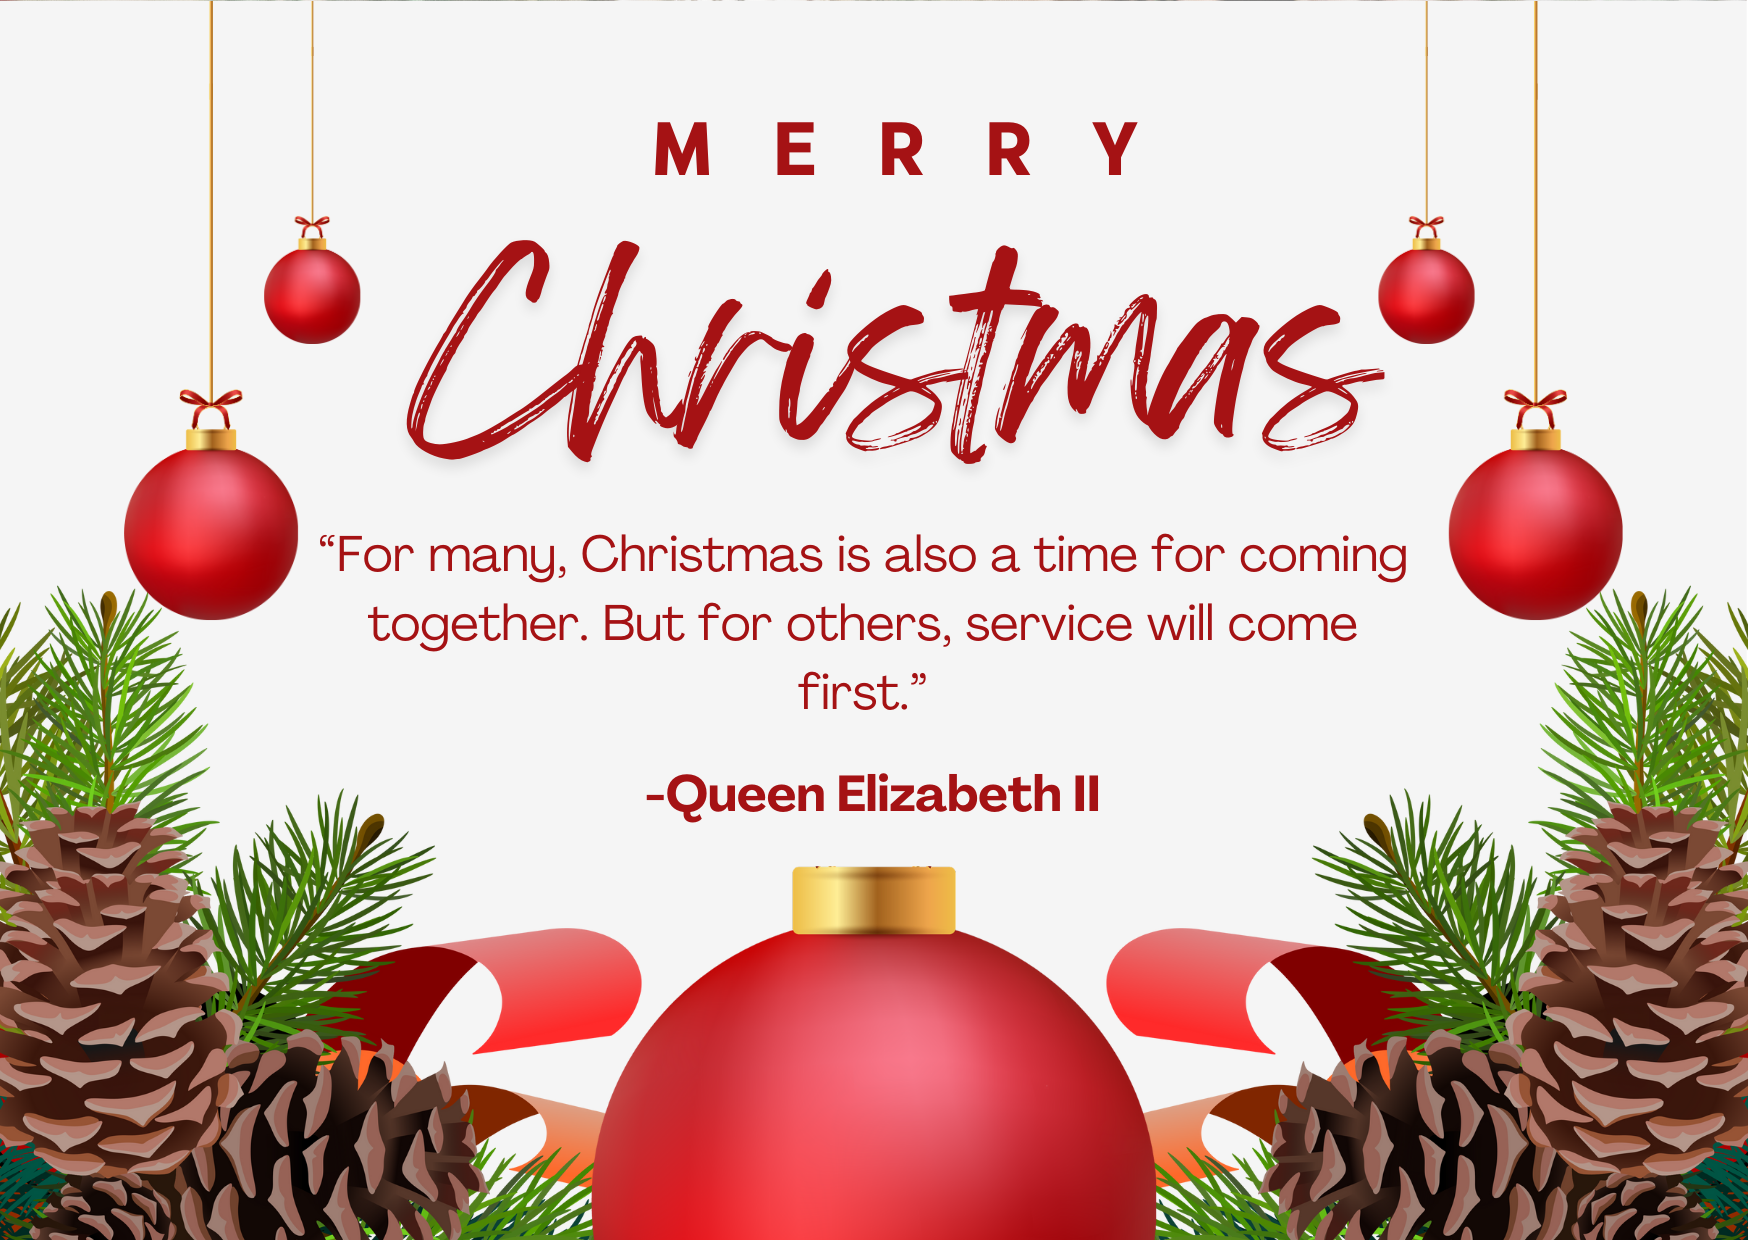 MERRY
Christmas
“For many, Christmas is also a time for coming
together. But for others, service will come
first.”
-Queen Elizabeth II